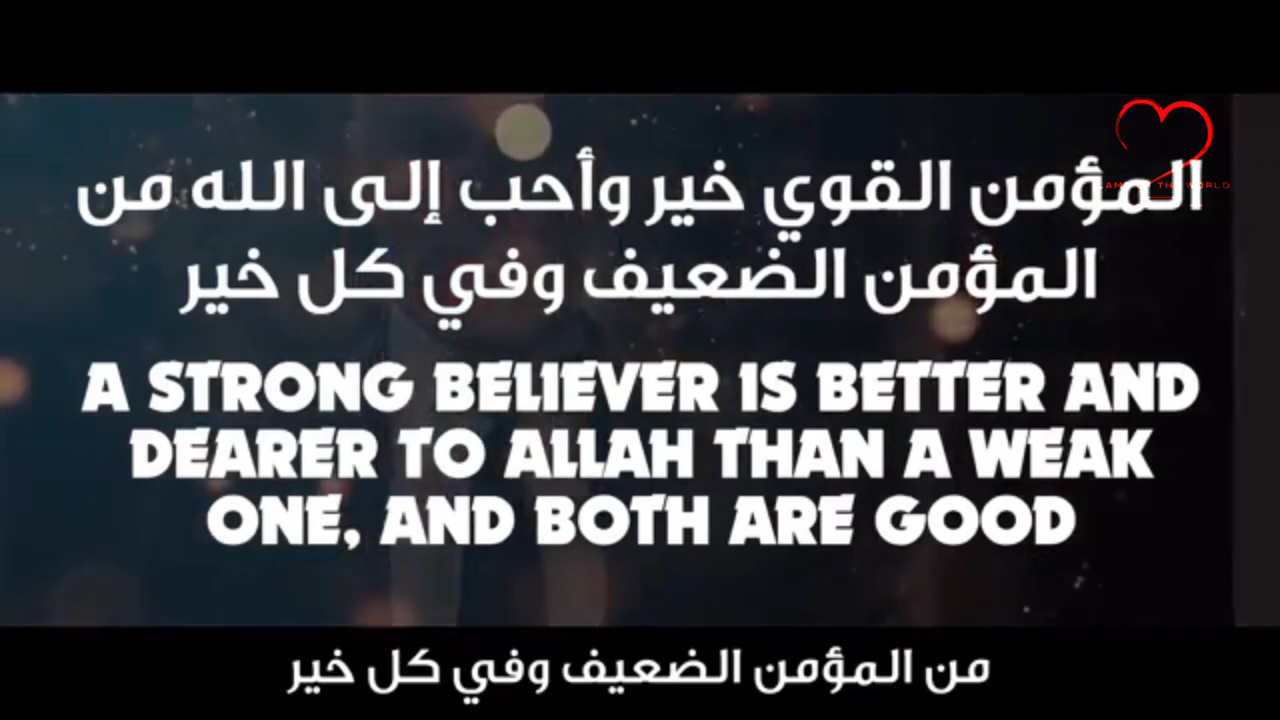 المؤمن القوي خير وأحب إلى الله من
المؤمن الضعيف وفي كل خير
A STRONG BELIEVER IS BETTER AND
DEARER TO ALLAH THAN A WEAK
ONE, AND BOTH ARE GOOD
من المؤمن الضعيف وفي كل خير